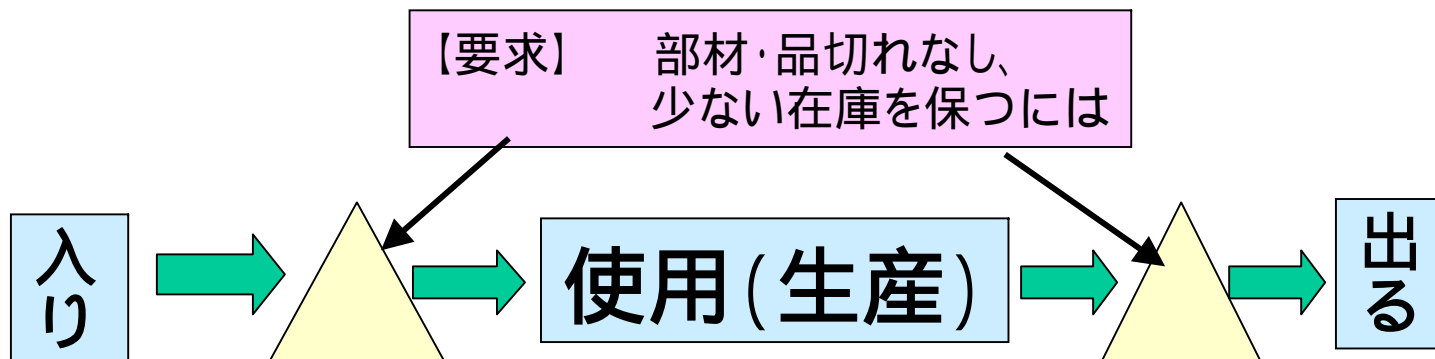 【要求】 部材・品切れなし、
少ない在庫を保つには
入り
使用(生産)
出る